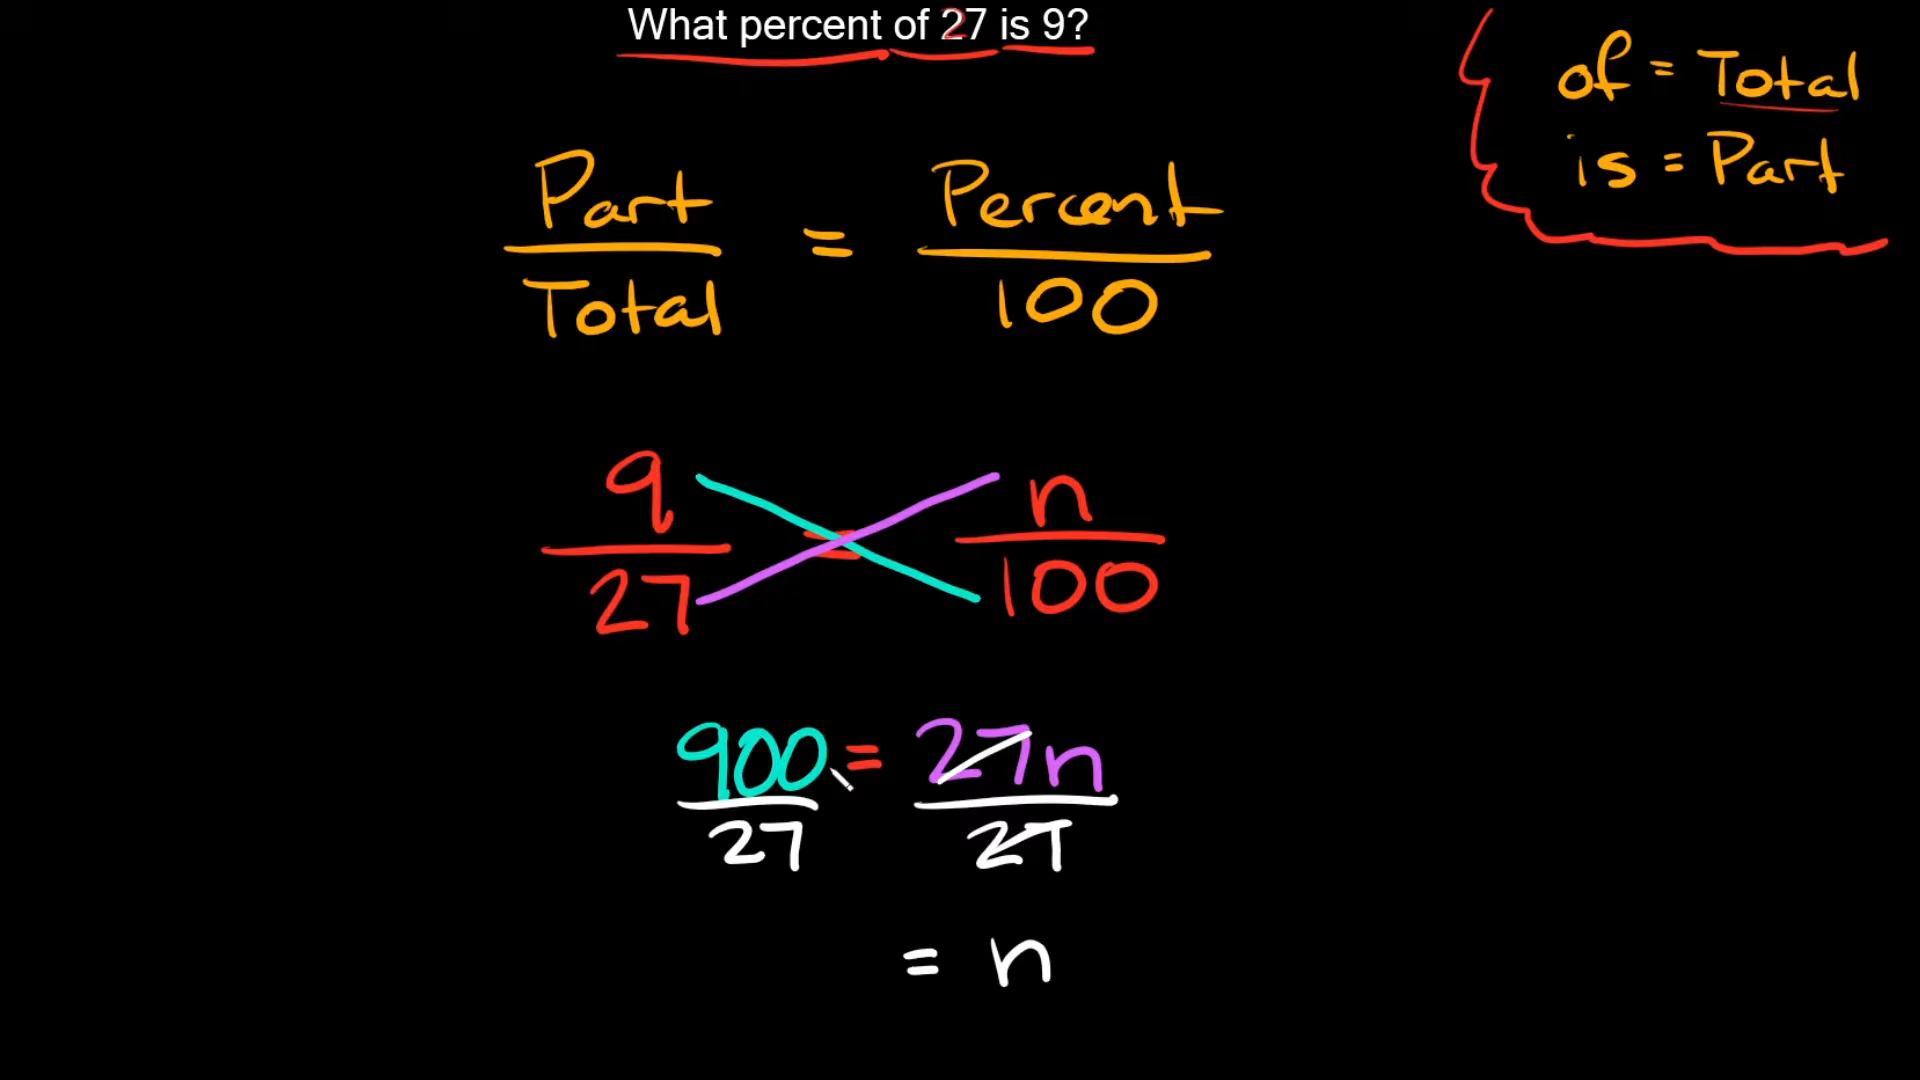 What percent of 27 is 9?
of = Total
is = Part
Part / Total = Percent / 100
9 / 27 = n / 100
900 / 27 = 27n / 27
= n